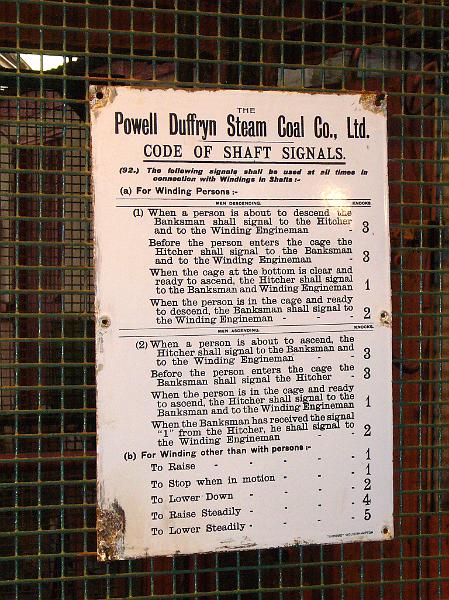 THE
Powell Duffryn Steam Coal Co., Ltd.
CODE OF SHAFT SIGNALS.
(92.) The following signals shall be used at all times in
connection with Windings in Shafts :-
(a) For Winding Persons :-
MEN DESCENDING. KNOCKS
(1) When a person is about to descend the
Banksman shall signal to the Hitcher
and to the Winding Engineman - 3
Before the person enters the cage the
Hitcher shall signal to the Banksman
and to the Winding Engineman - 3
When the cage at the bottom is clear and
ready to ascend, the Hitcher shall signal
to the Banksman and Winding Engineman 1
When the person is in the cage and ready
to descend, the Banksman shall signal to
the Winding Engineman - - - 2
MEN ASCENDING. KNOCKS.
(2) When a person is about to ascend, the
Hitcher shall signal to the Banksman and
to the Winding Engineman - - 3
Before the person enters the cage the
Banksman shall signal the Hitcher - 3
When the person is in the cage and ready
to ascend, the Hitcher shall signal to the
Banksman and to the Winding Engineman 1
When the Banksman has received the signal
"1" from the Hitcher, he shall signal to
the Winding Engineman - - - 2
(b) For Winding other than with persons :-
To Raise - - - - - 1
To Stop when in motion - - - 1
To Lower Down - - - - 2
To Raise Steadily - - - - 4
To Lower Steadily - - - - 5